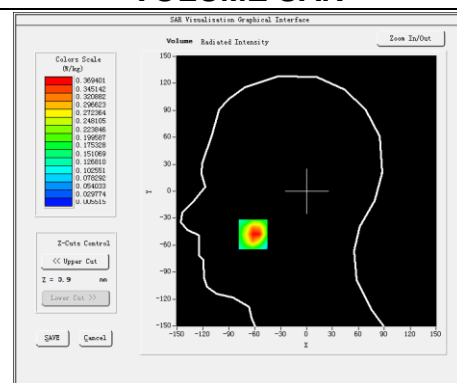 VOLUME SAR
SAR Visualisation Graphical Interface
Volume Radiated Intensity
Zoom In/Out
Colors Scale
(W/kg)
0.369401
0.345142
0.320882
0.296623
0.272364
0.248105
0.223846
0.199587
0.175328
0.151069
0.126810
0.102551
0.078292
0.054033
0.029774
0.005515
150
100
60
30
0
-30
-60
-90
-120
-150
Y
-150 -120 -90 -60 -30 0 30 60 90 120 150
X
Z-Cuts Control
<< Upper Cut
Z = 0.9 mm
Lower Cut >>
SAVE
Cancel